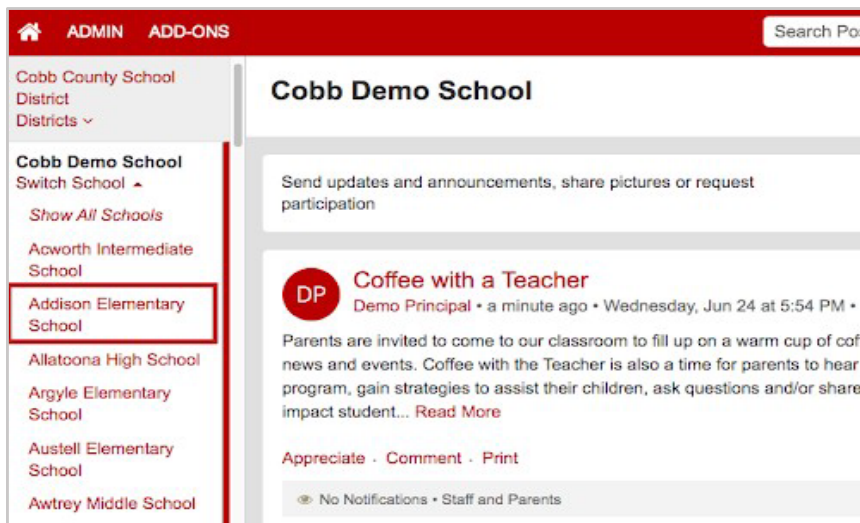 ADMIN ADD-ONS
Search Pos
Cobb County School
District
Districts
Cobb Demo School
Switch School
Show All Schools
Acworth Intermediate
School
Addison Elementary
School
Allatoona High School
Argyle Elementary
School
Austell Elementary
School
Awtrey Middle School
Cobb Demo School
Send updates and announcements, share pictures or request
participation
DP
Coffee with a Teacher
Demo Principal • a minute ago • Wednesday, Jun 24 at 5:54 PM •
Parents are invited to come to our classroom to fill up on a warm cup of cof
news and events. Coffee with the Teacher is also a time for parents to hear
program, gain strategies to assist their children, ask questions and/or share
impact student... Read More
Appreciate . Comment . Print
No Notifications • Staff and Parents